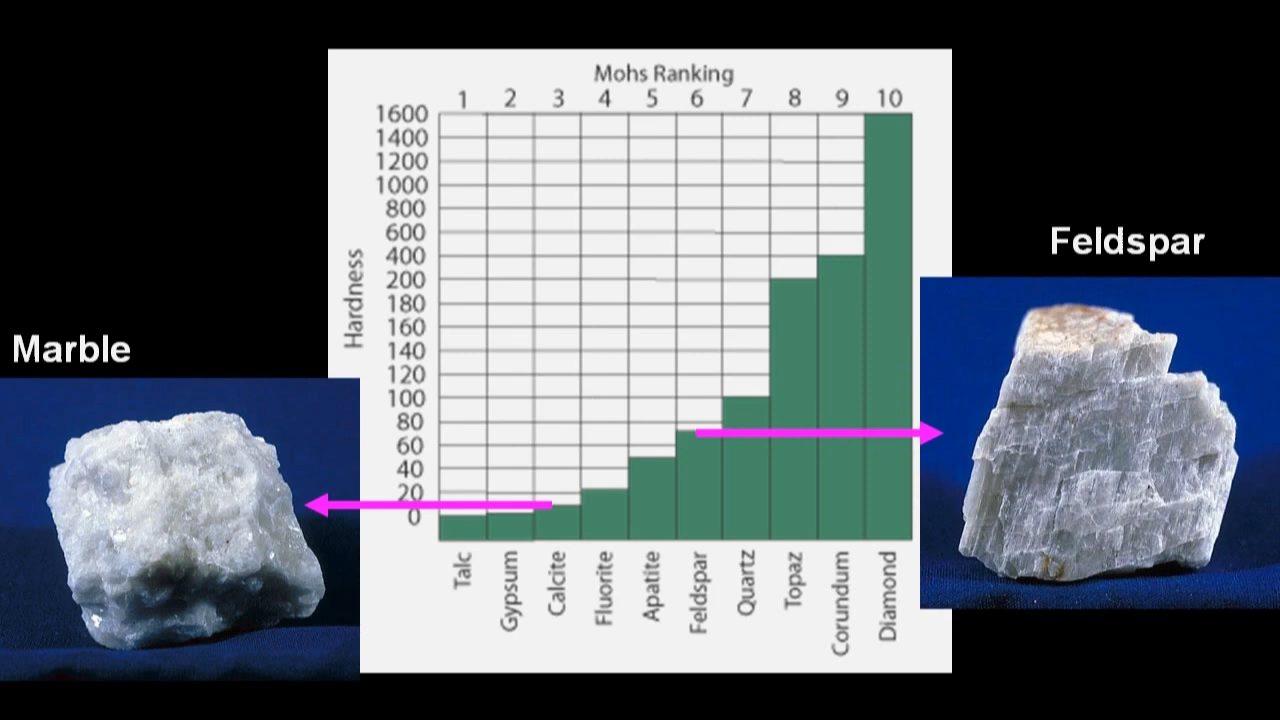 Mohs Ranking
1 2 3 4 5 6 7 8 9 10
1600
1400
1200
1000
800
600
400
200
180
160
140
120
100
80
60
40
20
0
Hardness
Talc
Gypsum
Calcite
Fluorite
Apatite
Feldspar
Quartz
Topaz
Corundum
Diamond
Marble
Feldspar